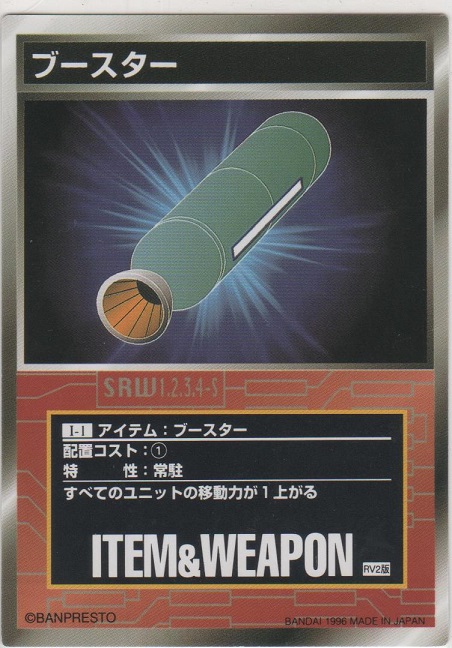 ブースター
SRW1.2.3.4-S
I-1 アイテム：ブースター
配置コスト：①
特　　性：常駐
すべてのユニットの移動力が1上がる
ITEM&WEAPON RV2版
©BANPRESTO
BANDAI 1996 MADE IN JAPAN